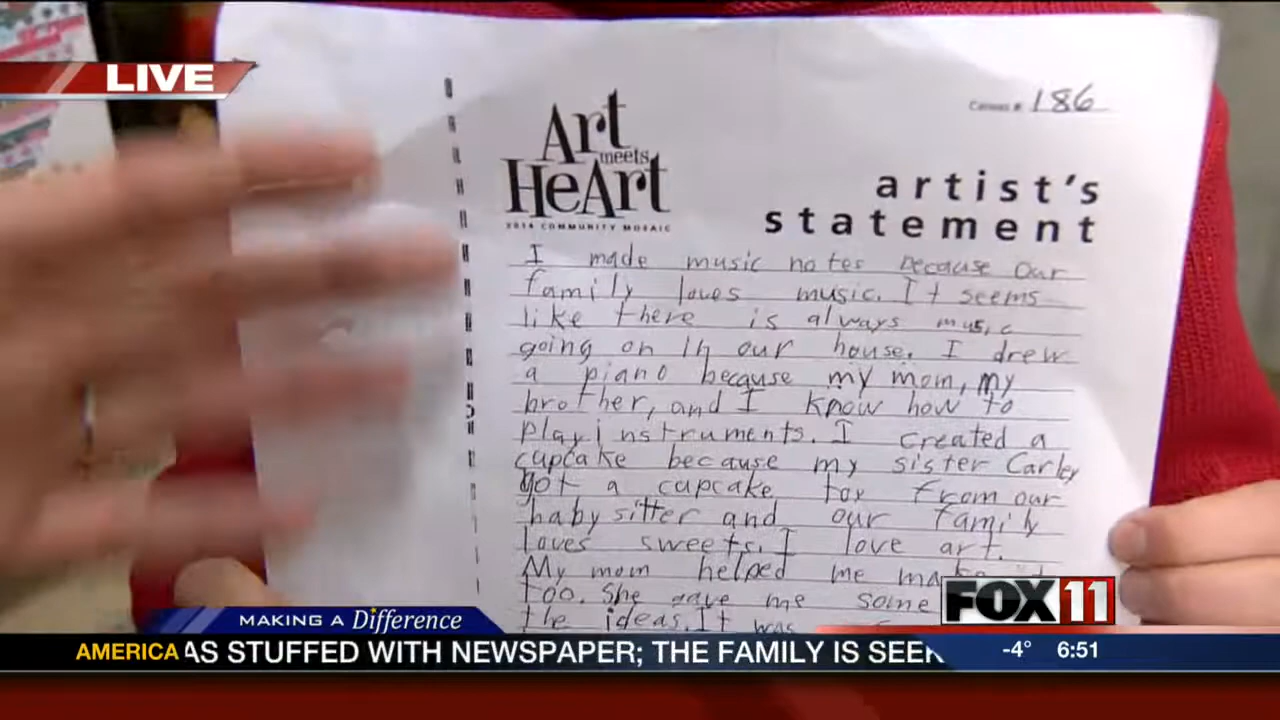 LIVE
Art
meets
HeArt
2014 COMMUNITY MOSAIC
Canvas # 186
artist's
statement
I made music notes because our
family loves music. It seems
like there is always music
going on in our house. I drew
a piano because my mom, my
brother, and I know how to
play instruments. I created a
cupcake because my sister Carley
got a cupcake toy from our
babysitter and our family
loves sweets. I love art.
My mom helped me make
too. She gave me some
the ideas. It was
FOX 11
MAKING A Difference
AMERICA AS STUFFED WITH NEWSPAPER; THE FAMILY IS SEEK
-4° 6:51